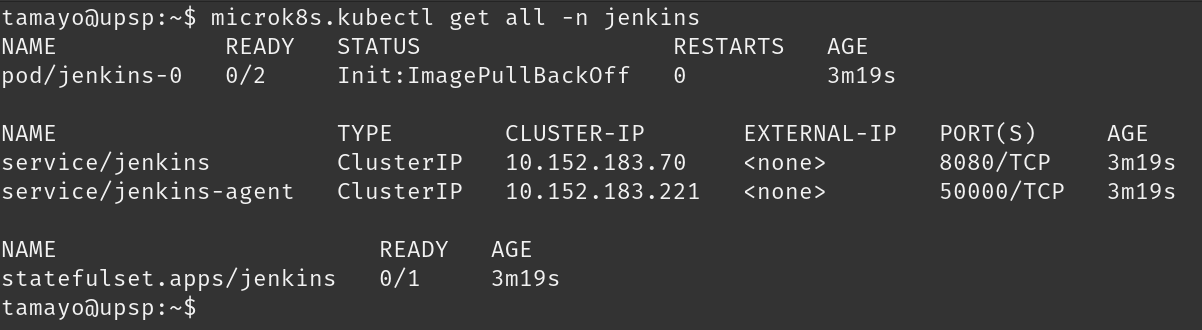 tamayo@upsp:~$ microk8s.kubectl get all -n jenkins
NAME            READY   STATUS                  RESTARTS   AGE
pod/jenkins-0   0/2     Init:ImagePullBackOff   0          3m19s

NAME                    TYPE        CLUSTER-IP       EXTERNAL-IP   PORT(S)     AGE
service/jenkins         ClusterIP   10.152.183.70    <none>        8080/TCP    3m19s
service/jenkins-agent   ClusterIP   10.152.183.221   <none>        50000/TCP   3m19s

NAME                       READY   AGE
statefulset.apps/jenkins   0/1     3m19s
tamayo@upsp:~$